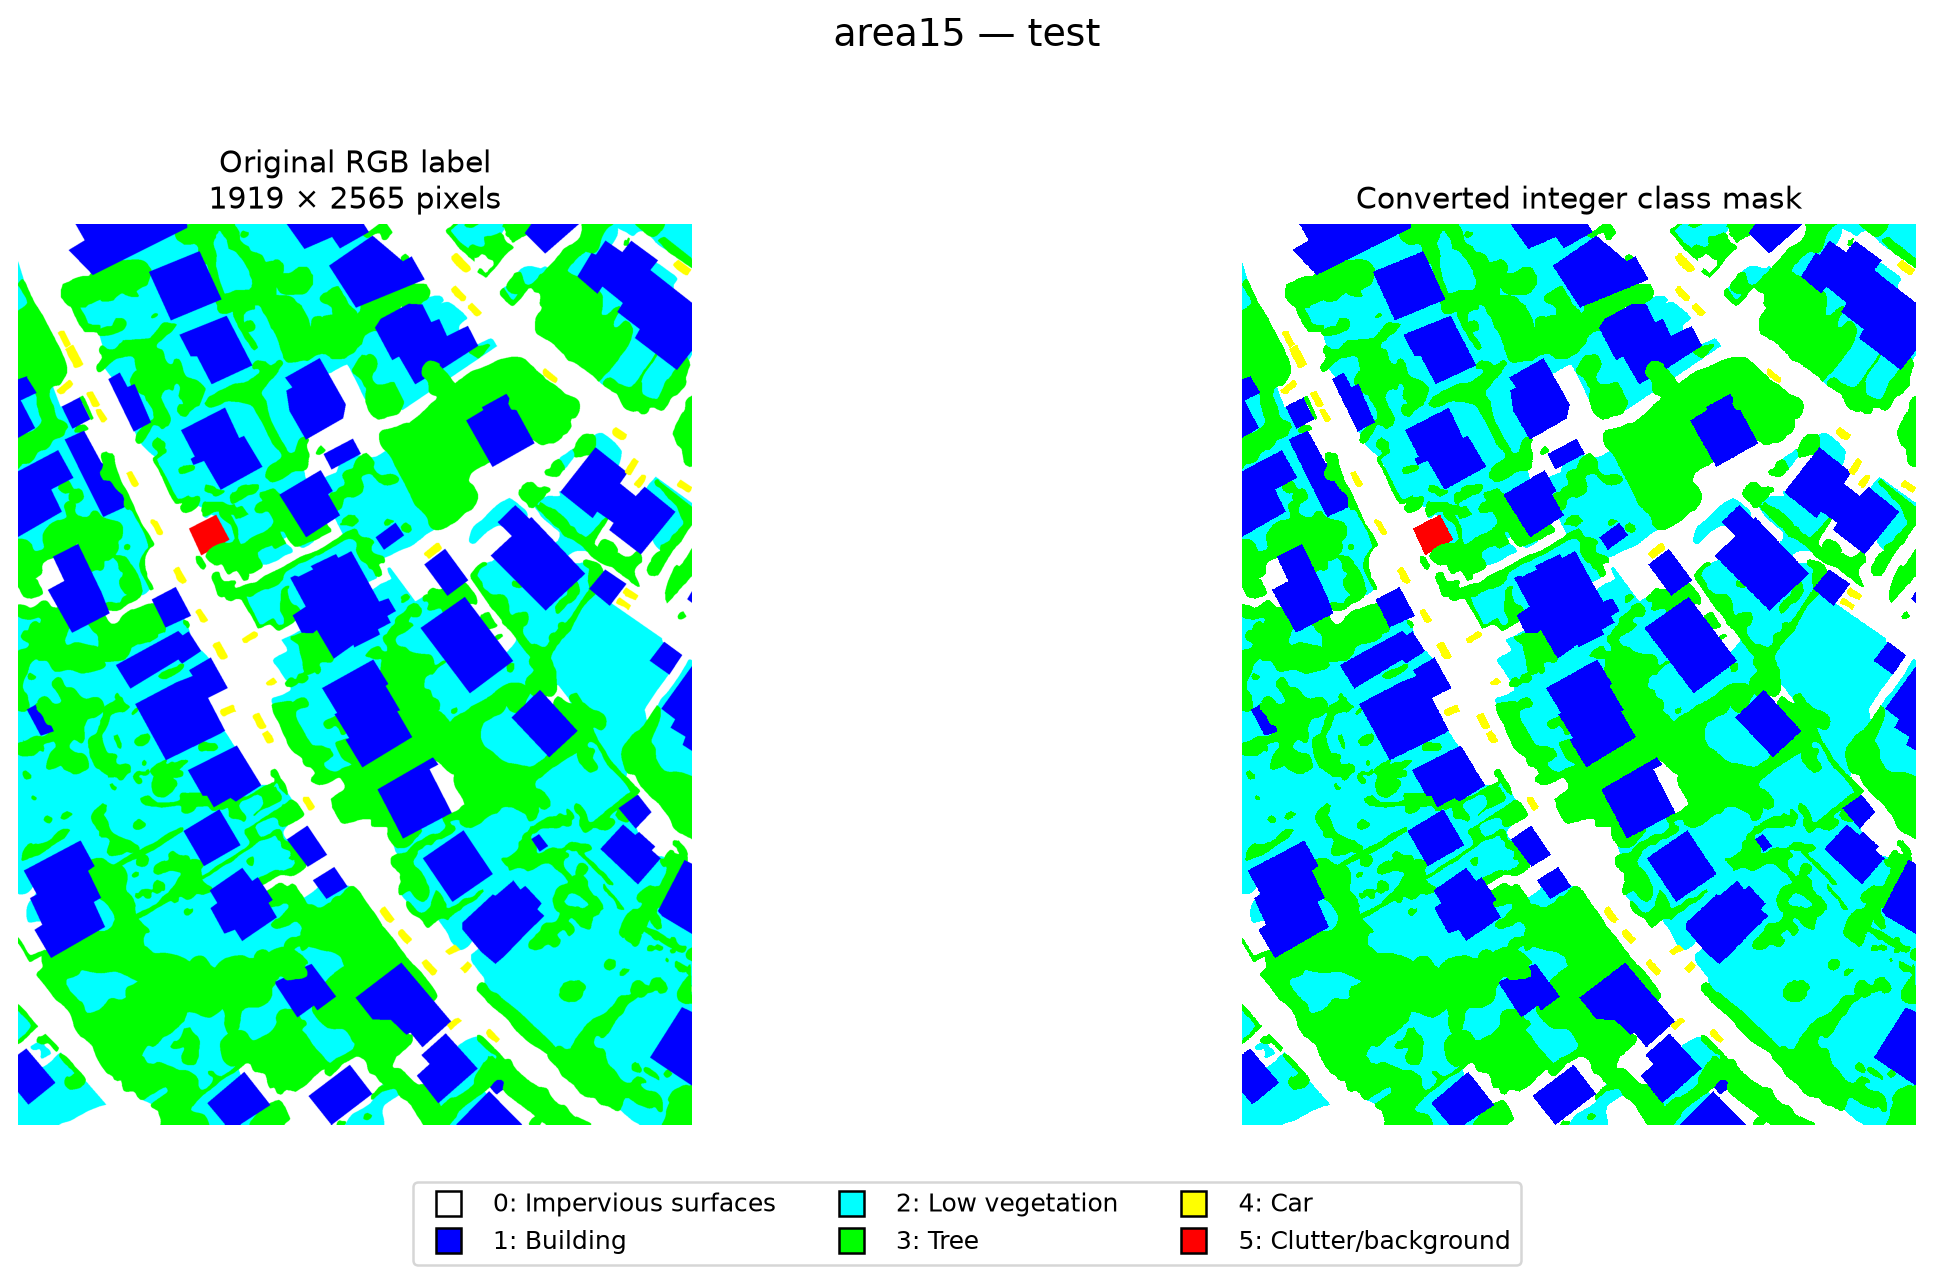 area15 — test
Original RGB label
1919 × 2565 pixels
Converted integer class mask
0: Impervious surfaces
1: Building
2: Low vegetation
3: Tree
4: Car
5: Clutter/background